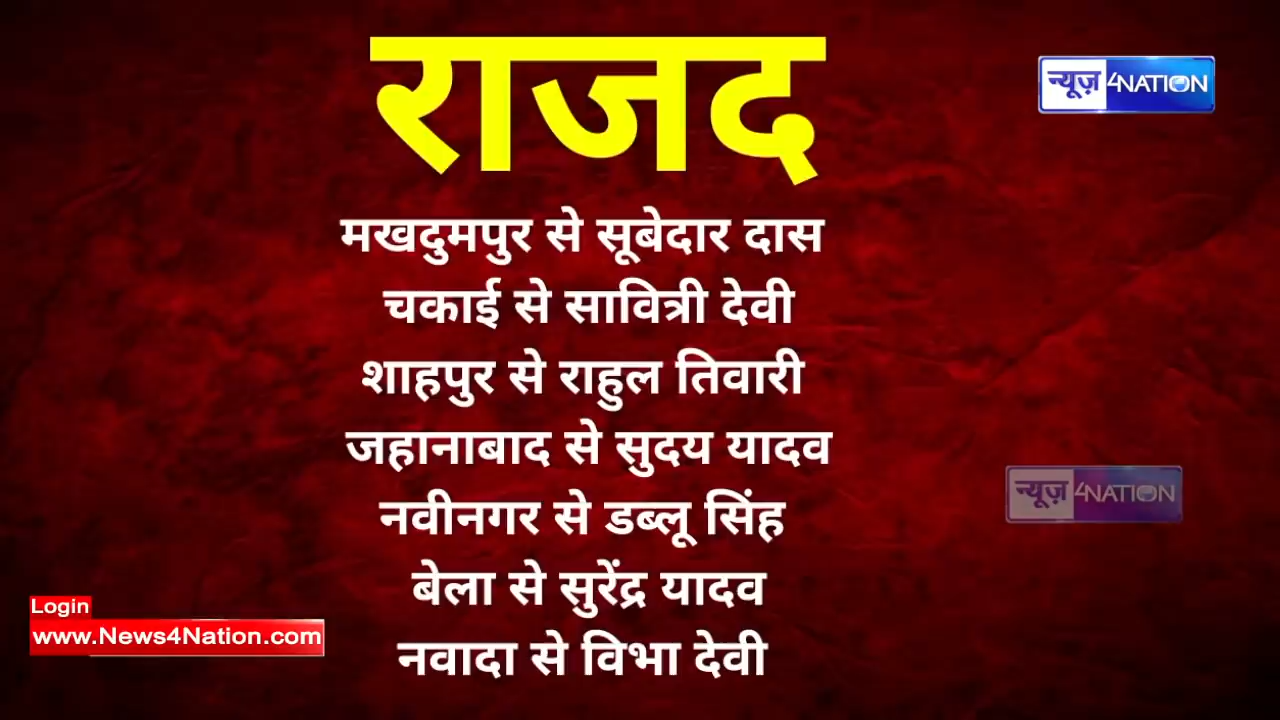 राजद
न्यूज़ 4NATION
मखदुमपुर से सूबेदार दास
चकाई से सावित्री देवी
शाहपुर से राहुल तिवारी
जहानाबाद से सुदय यादव
न्यूज़ 4NATION
नवीनगर से डब्लू सिंह
बेला से सुरेंद्र यादव
Login
www.News4Nation.com
नवादा से विभा देवी